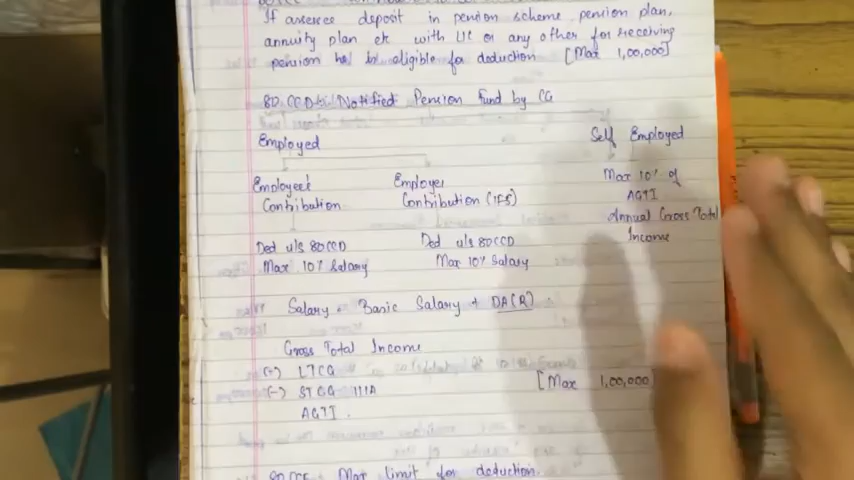 If assessee deposit in pension scheme pension plan,
annuity plan etc with LIC or any other for receiving
pension he is eligible for deduction [Max 1,00,000]
80 CCD Notified Pension Fund by CG
Employed
Self Employed
Employee's Contribution
Employer Contribution (IFS)
Max 10% of AGTI
Annual Gross Total Income
Ded u/s 80CCD
Max 10% Salary
Ded u/s 80CCD
Max 10% Salary
Salary = Basic Salary + DA(R)
Gross Total Income
(-) LTCG
(-) STCG 111A
[Max 1,00,000
AGTI.
80 CCE Max limit for deduction.